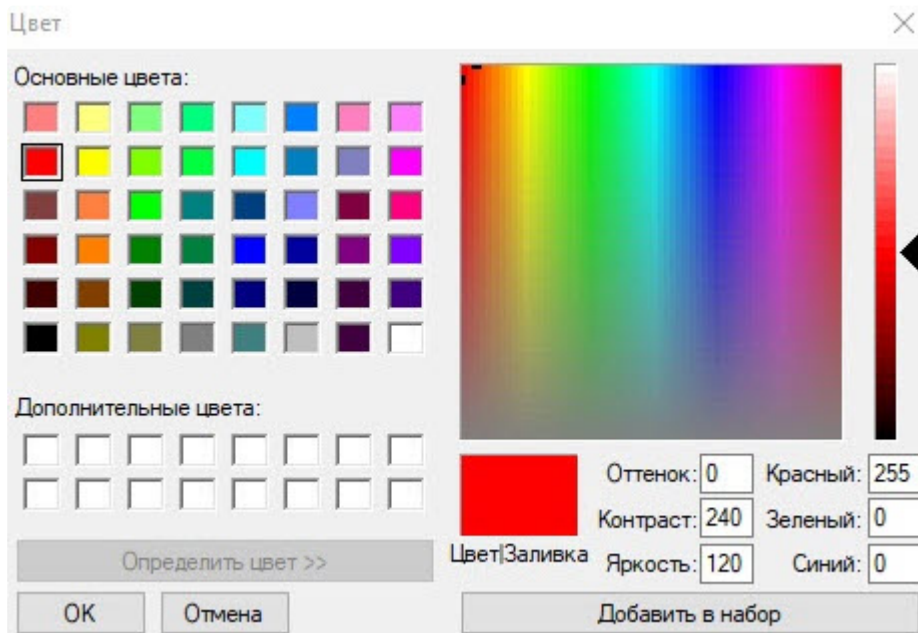 Цвет
Основные цвета:
Дополнительные цвета:
Определить цвет >>
OK
Отмена
Цвет|Заливка
Оттенок: 0
Контраст: 240
Яркость: 120
Красный: 255
Зеленый: 0
Синий: 0
Добавить в набор